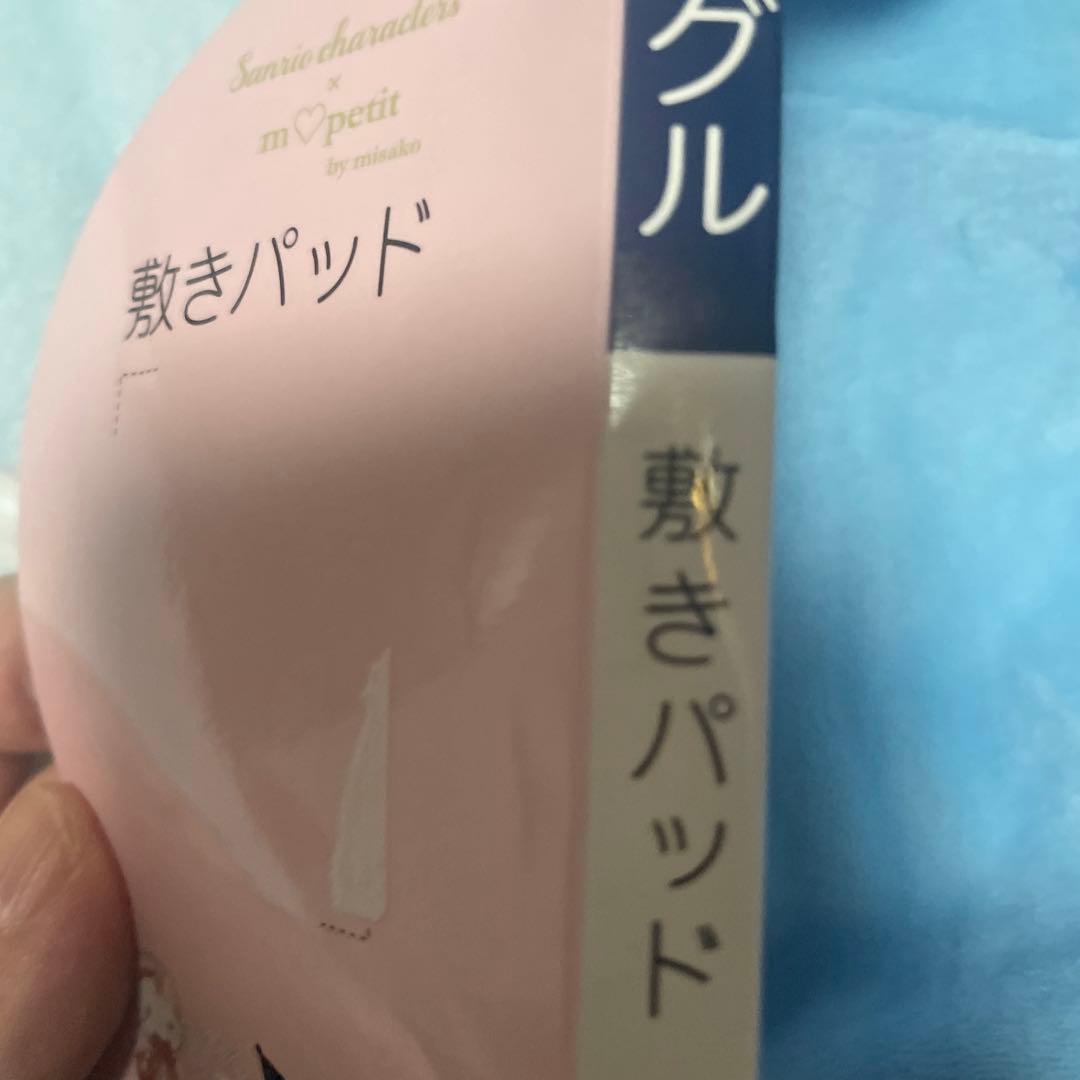 Sanrio characters
×
m♡petit
by misako
敷きパッド
グル
敷きパッド